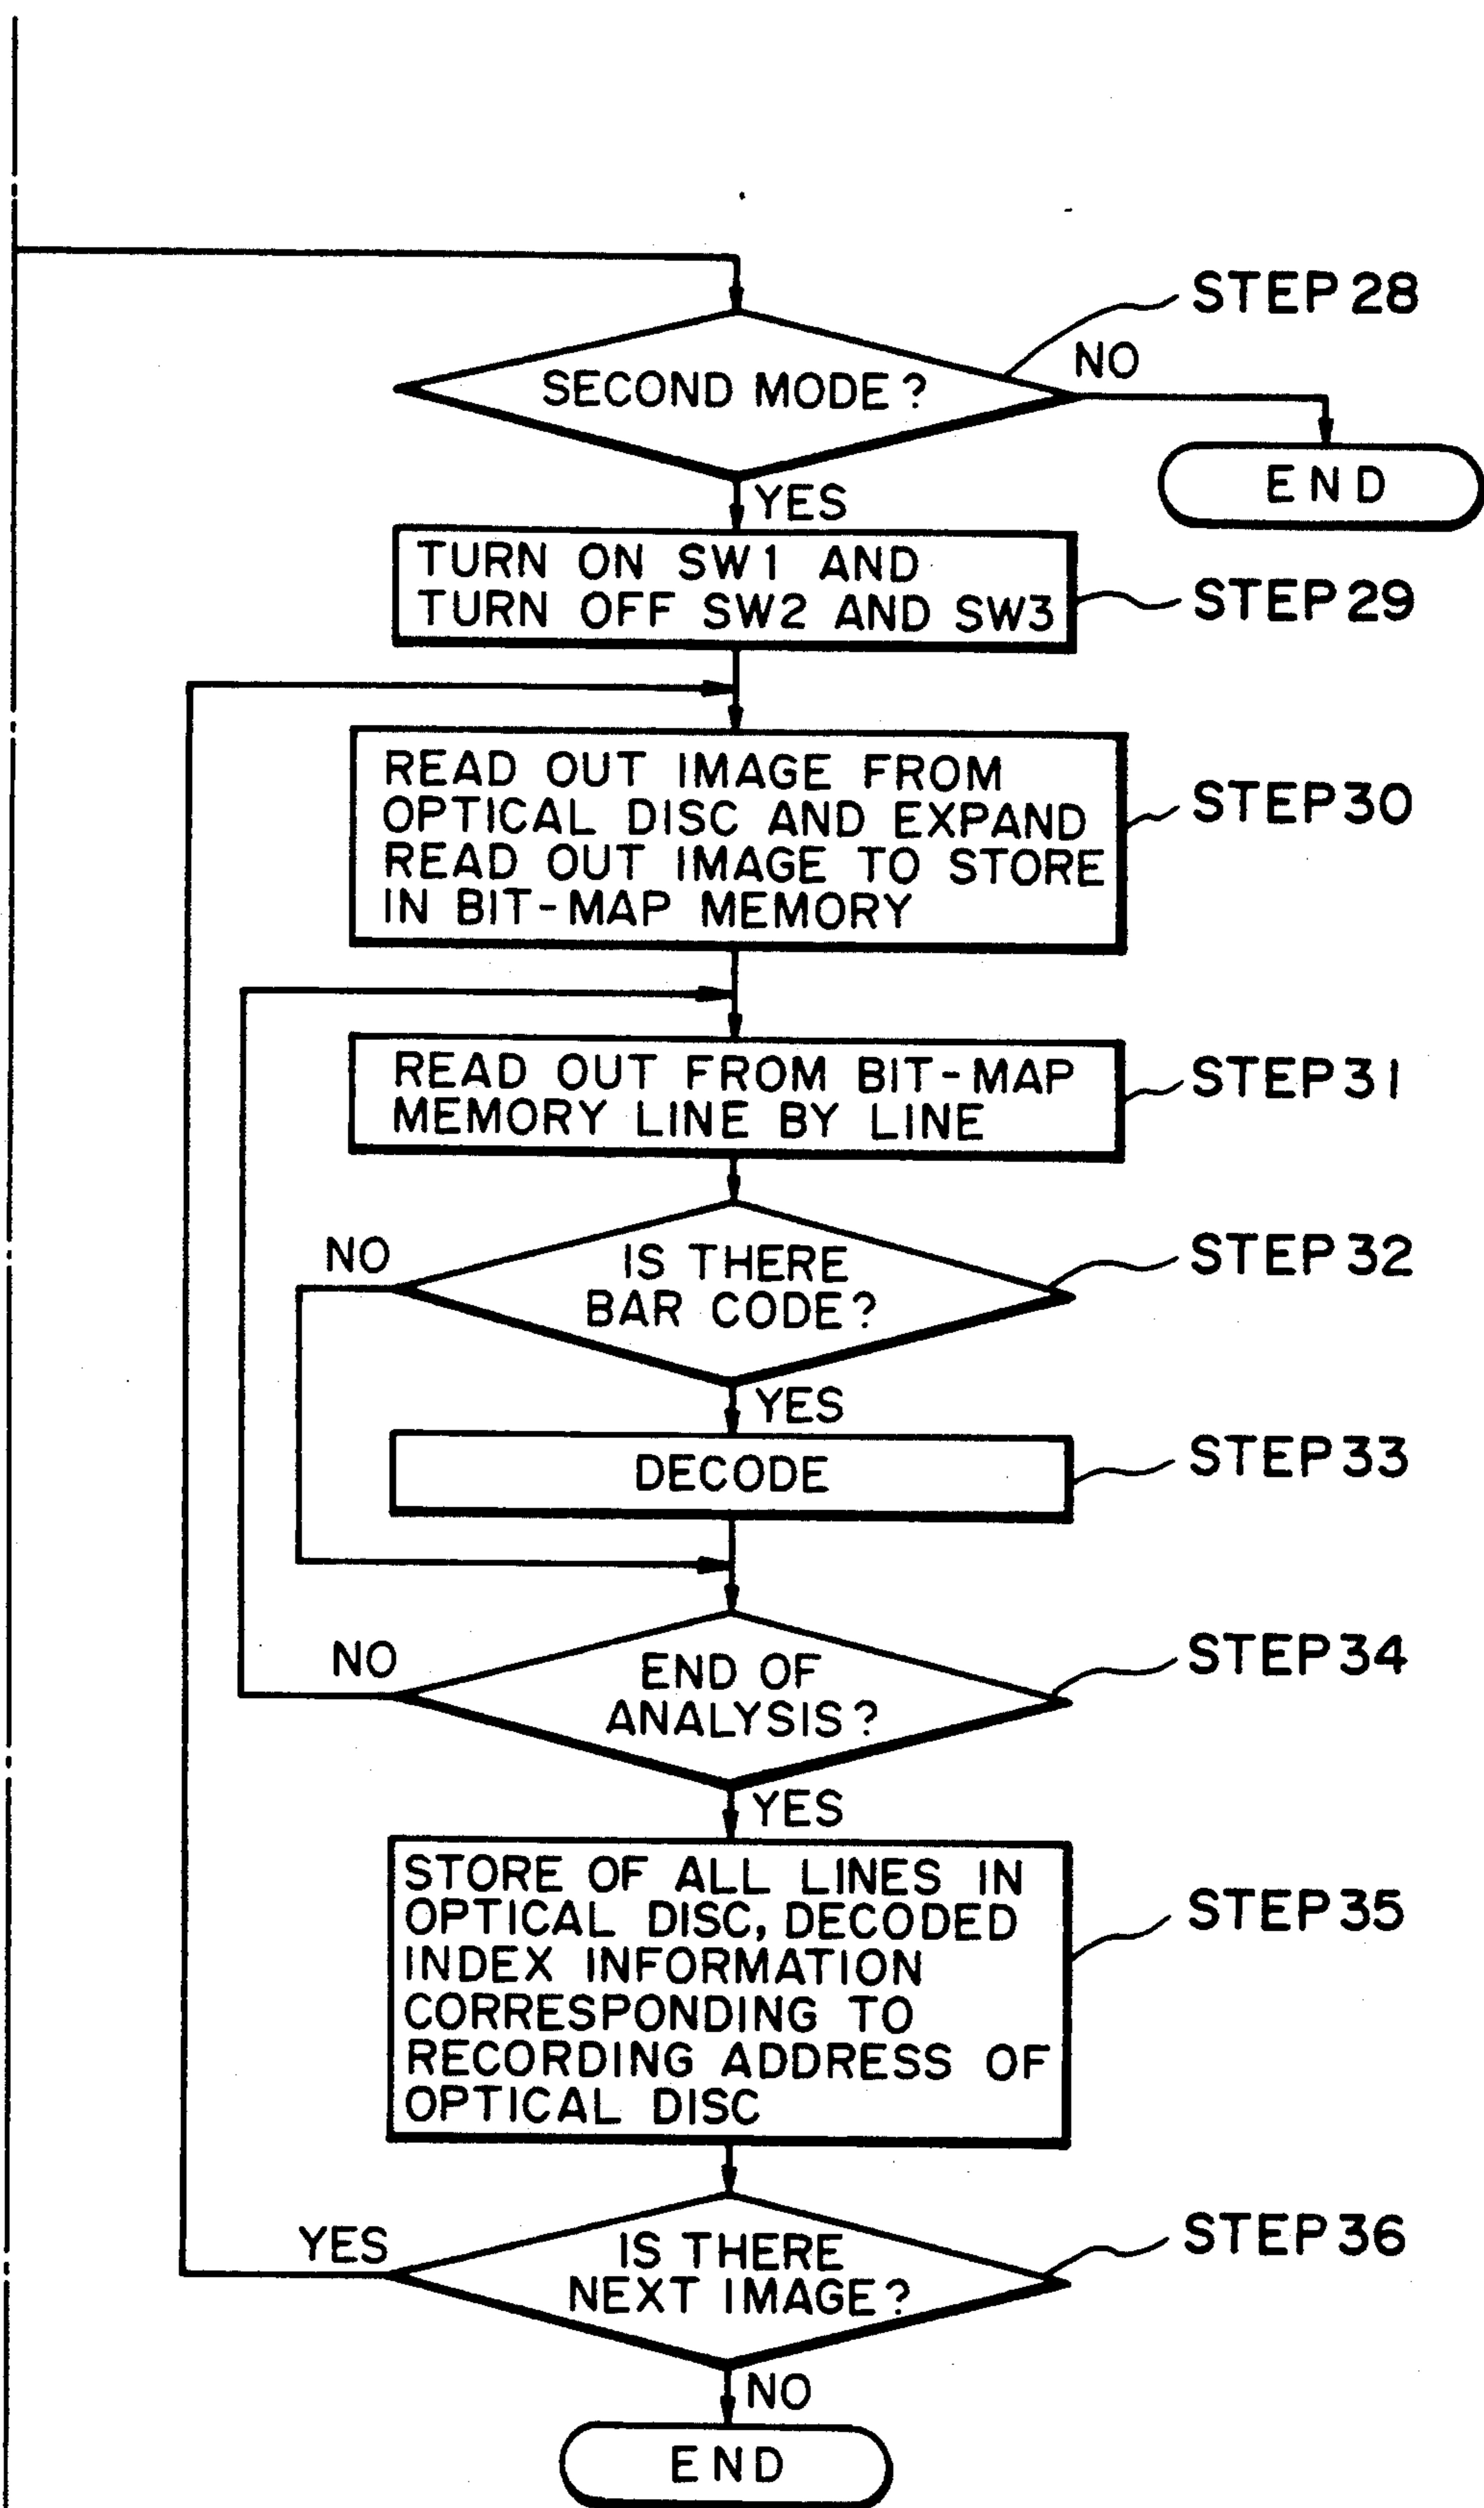 STEP 28
SECOND MODE?
NO
END
YES
TURN ON SW1 AND
TURN OFF SW2 AND SW3
STEP 29
READ OUT IMAGE FROM
OPTICAL DISC AND EXPAND
READ OUT IMAGE TO STORE
IN BIT-MAP MEMORY
STEP 30
READ OUT FROM BIT-MAP
MEMORY LINE BY LINE
STEP 31
NO
IS THERE
BAR CODE?
STEP 32
YES
DECODE
STEP 33
NO
END OF
ANALYSIS?
STEP 34
YES
STORE OF ALL LINES IN
OPTICAL DISC, DECODED
INDEX INFORMATION
CORRESPONDING TO
RECORDING ADDRESS OF
OPTICAL DISC
STEP 35
YES
IS THERE
NEXT IMAGE?
STEP 36
NO
END